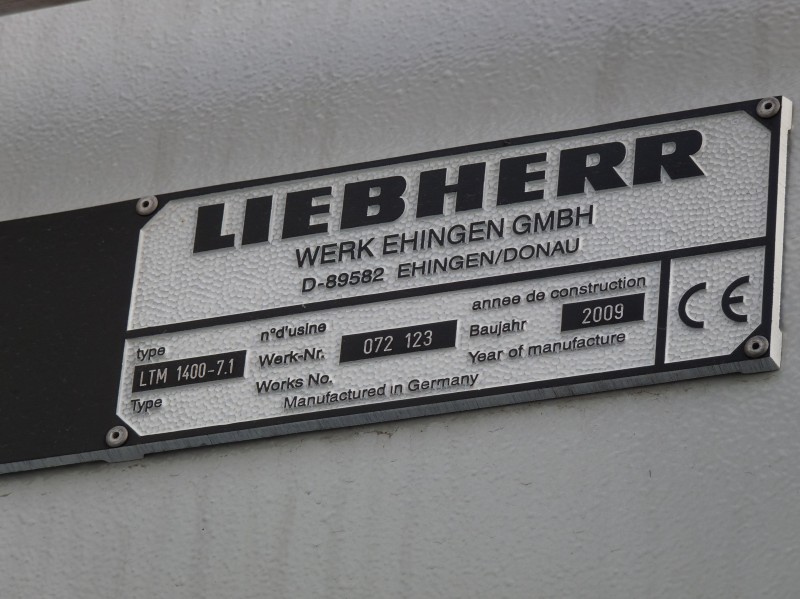 LIEBHERR
WERK EHINGEN GMBH
D-89582 EHINGEN/DONAU
type
LTM 1400-7.1
Type
n°d'usine
Werk-Nr.
Works No.
072 123
annee de construction
Baujahr
Year of manufacture
2009
Manufactured in Germany
CE